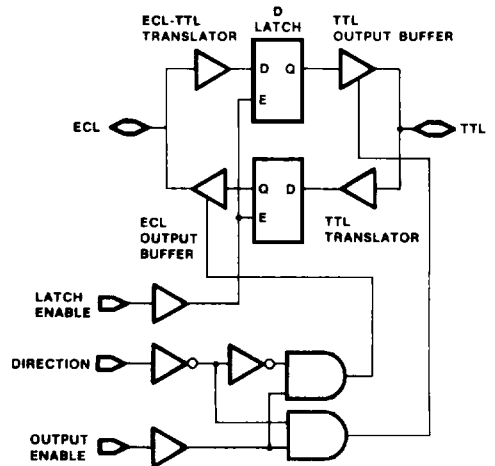 D
LATCH
ECL-TTL
TRANSLATOR
TTL
OUTPUT BUFFER
D Q
E
ECL
TTL
Q D
E
ECL
OUTPUT
BUFFER
TTL
TRANSLATOR
LATCH
ENABLE
DIRECTION
OUTPUT
ENABLE